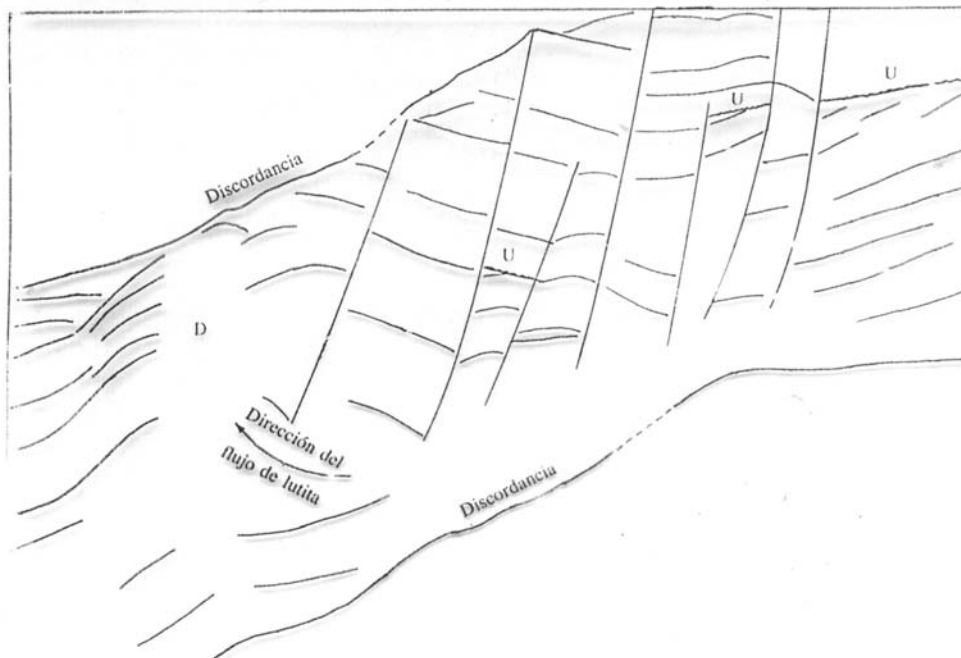 U
U
Discordancia
U
D
Dirección del
flujo de lutita
Discordancia